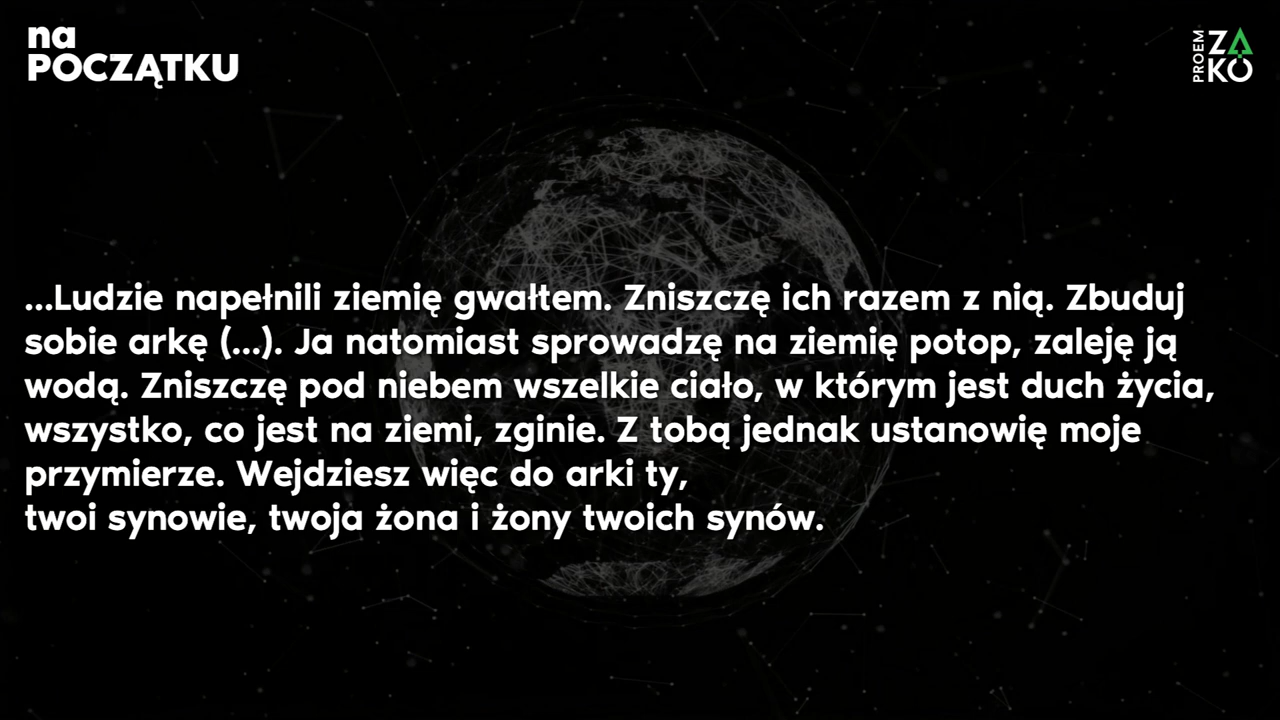 na
POCZĄTKU
PROEM
ZA
KO
...Ludzie napełnili ziemię gwałtem. Zniszczę ich razem z nią. Zbuduj
sobie arkę (...). Ja natomiast sprowadzę na ziemię potop, zaleję ją
wodą. Zniszczę pod niebem wszelkie ciało, w którym jest duch życia,
wszystko, co jest na ziemi, zginie. Z tobą jednak ustanowię moje
przymierze. Wejdziesz więc do arki ty,
twoi synowie, twoja żona i żony twoich synów.